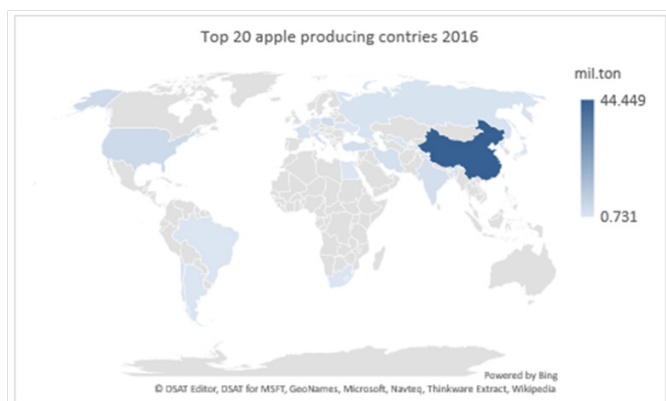 Top 20 apple producing contries 2016
mil.ton
44.449
0.731
Powered by Bing
© DSAT Editor, DSAT for MSFT, GeoNames, Microsoft, Navteq, Thinkware Extract, Wikipedia